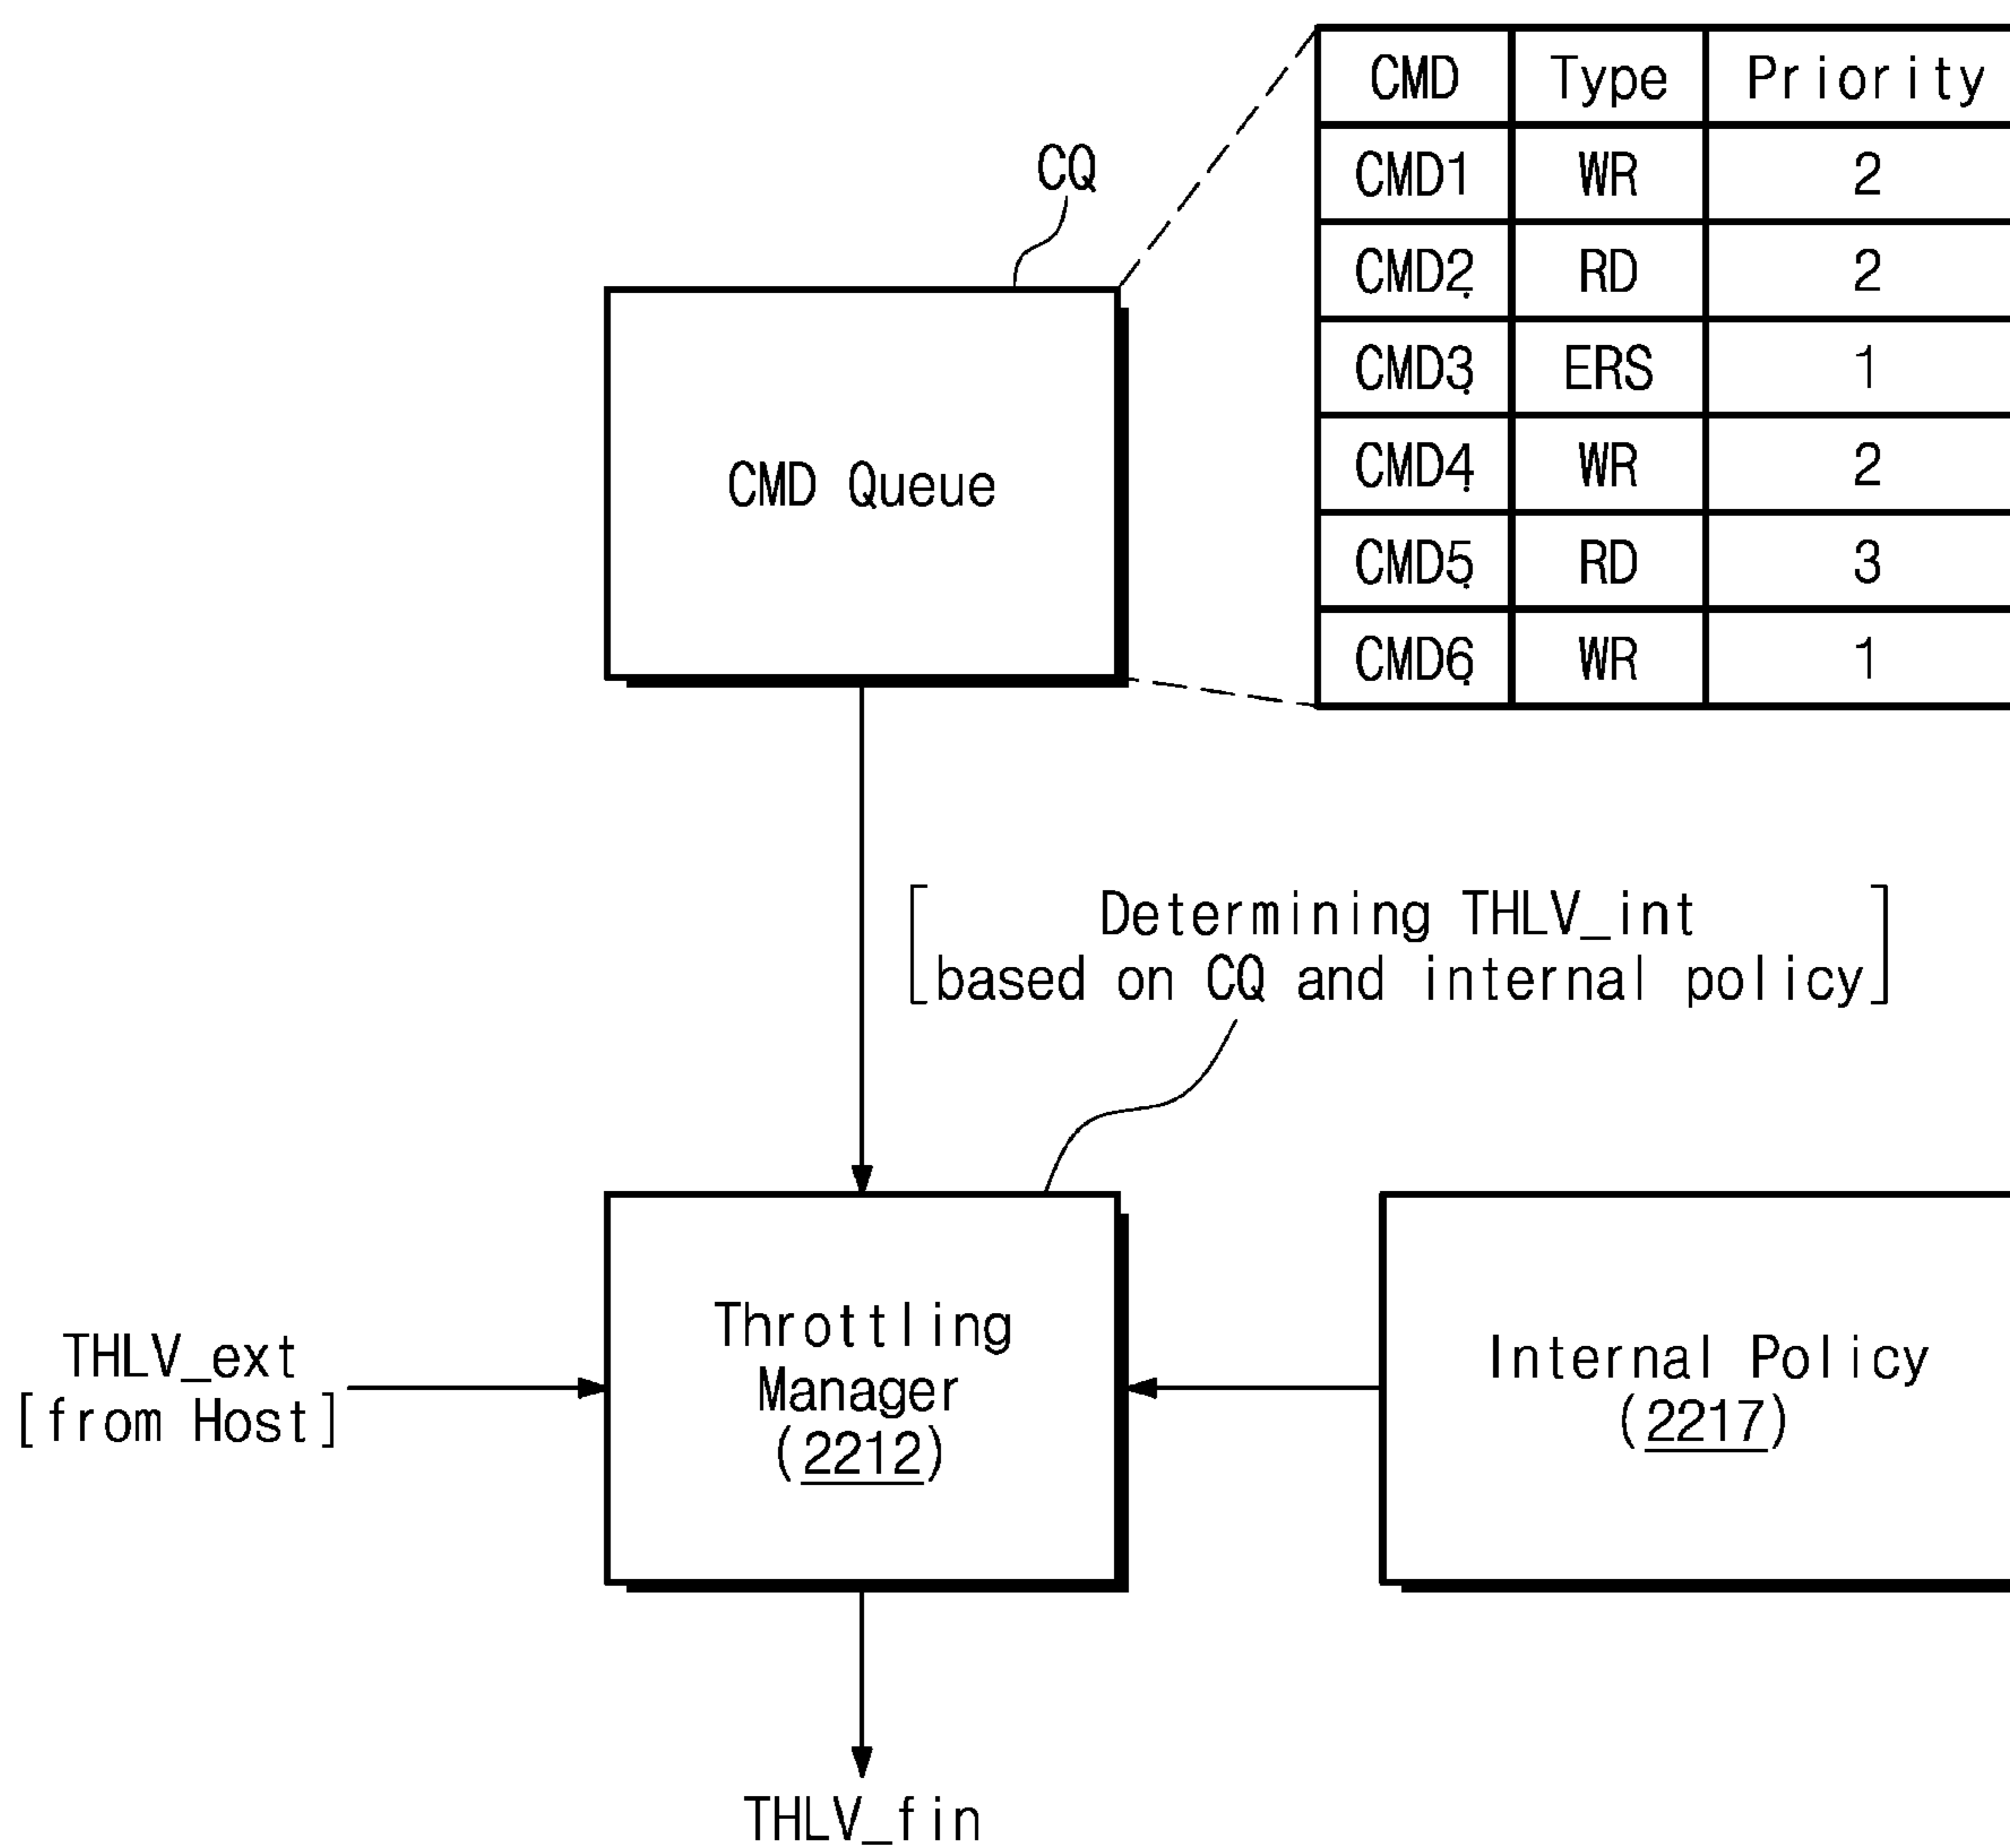 CMD Type Priority
CMD1 WR 2
CMD2 RD 2
CMD3 ERS 1
CMD4 WR 2
CMD5 RD 3
CMD6 WR 1
CQ
CMD Queue
[Determining THLV_int
based on CQ and internal policy]
THLV_ext
[from Host]
Throttling
Manager
(2212)
Internal Policy
(2217)
THLV_fin